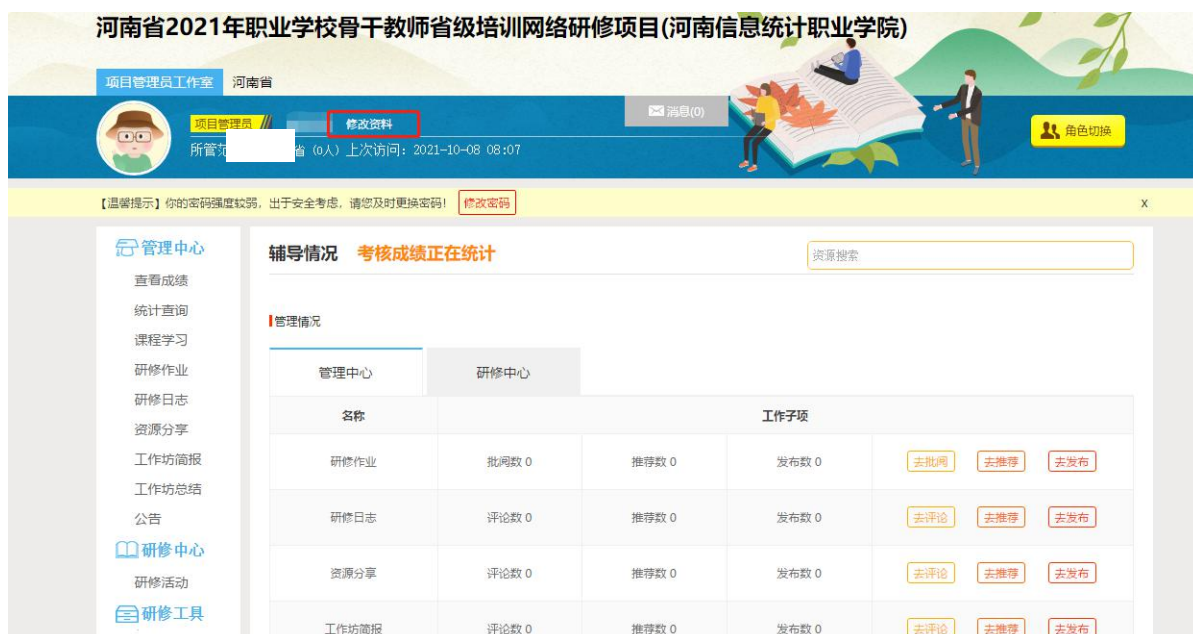 河南省2021年职业学校骨干教师省级培训网络研修项目(河南信息统计职业学院)
项目管理员工作室 河南省
项目管理员 修改资料 消息(0)
角色切换
所管范 省 (0人) 上次访问: 2021-10-08 08:07
【温馨提示】你的密码强度较弱, 出于安全考虑, 请您及时更换密码! 修改密码 x
管理中心
查看成绩
统计查询
课程学习
研修作业
研修日志
资源分享
工作坊简报
工作坊总结
公告
研修中心
研修活动
研修工具
辅导情况 考核成绩正在统计 资源搜索
管理情况
管理中心 研修中心
名称 工作子项
研修作业 批阅数 0 推荐数 0 发布数 0 去批阅 去推荐 去发布
研修日志 评论数 0 推荐数 0 发布数 0 去评论 去推荐 去发布
资源分享 评论数 0 推荐数 0 发布数 0 去评论 去推荐 去发布
工作坊简报 评论数 0 推荐数 0 发布数 0 去评论 去推荐 去发布